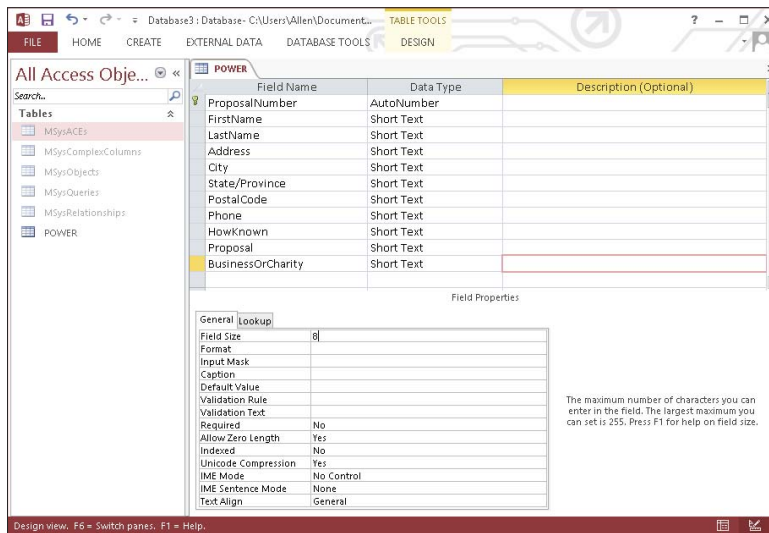 Database3 : Database- C:\Users\Allen\Document... TABLE TOOLS ?
FILE HOME CREATE EXTERNAL DATA DATABASE TOOLS DESIGN
All Access Obje... «
Search..
Tables
MSysACEs
MSysComplexColumns
MSysObjects
MSysQueries
MSysRelationships
POWER
POWER
Field Name Data Type Description (Optional)
ProposalNumber AutoNumber
FirstName Short Text
LastName Short Text
Address Short Text
City Short Text
State/Province Short Text
PostalCode Short Text
Phone Short Text
HowKnown Short Text
Proposal Short Text
BusinessOrCharity Short Text
Field Properties
General Lookup
Field Size 8
Format
Input Mask
Caption
Default Value
Validation Rule
Validation Text
Required No
Allow Zero Length Yes
Indexed No
Unicode Compression Yes
IME Mode No Control
IME Sentence Mode None
Text Align General
The maximum number of characters you can
enter in the field. The largest maximum you
can set is 255. Press F1 for help on field size.
Design view. F6 = Switch panes. F1 = Help.